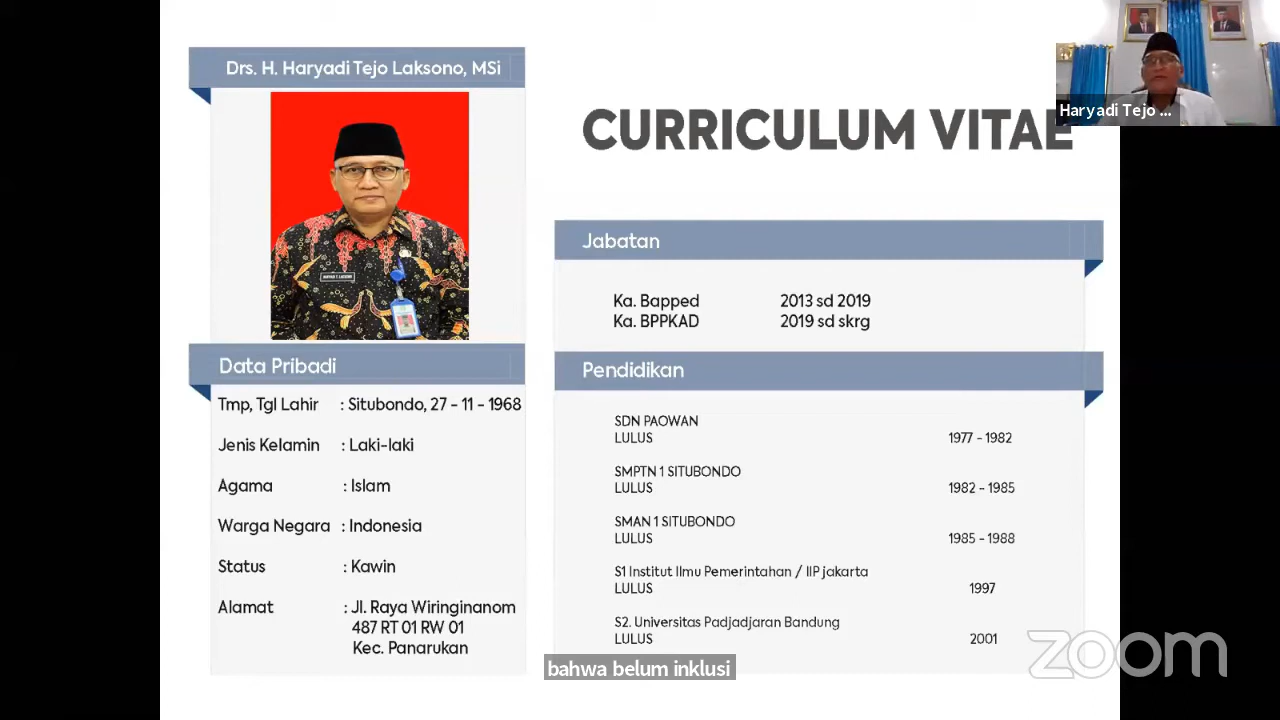 Drs. H. Haryadi Tejo Laksono, MSi
CURRICULUM VITAE
Haryadi Tejo ...
Jabatan
Ka. Bapped 2013 sd 2019
Ka. BPPKAD 2019 sd skrg
Data Pribadi
Tmp, Tgl Lahir : Situbondo, 27 - 11 - 1968
Jenis Kelamin : Laki-laki
Agama : Islam
Warga Negara : Indonesia
Status : Kawin
Alamat : Jl. Raya Wiringinanom
487 RT 01 RW 01
Kec. Panarukan
Pendidikan
SDN PAOWAN
LULUS 1977 - 1982
SMPTN 1 SITUBONDO
LULUS 1982 - 1985
SMAN 1 SITUBONDO
LULUS 1985 - 1988
S1 Institut Ilmu Pemerintahan / IIP jakarta
LULUS 1997
S2. Universitas Padjadjaran Bandung
LULUS 2001
bahwa belum inklusi
zoom